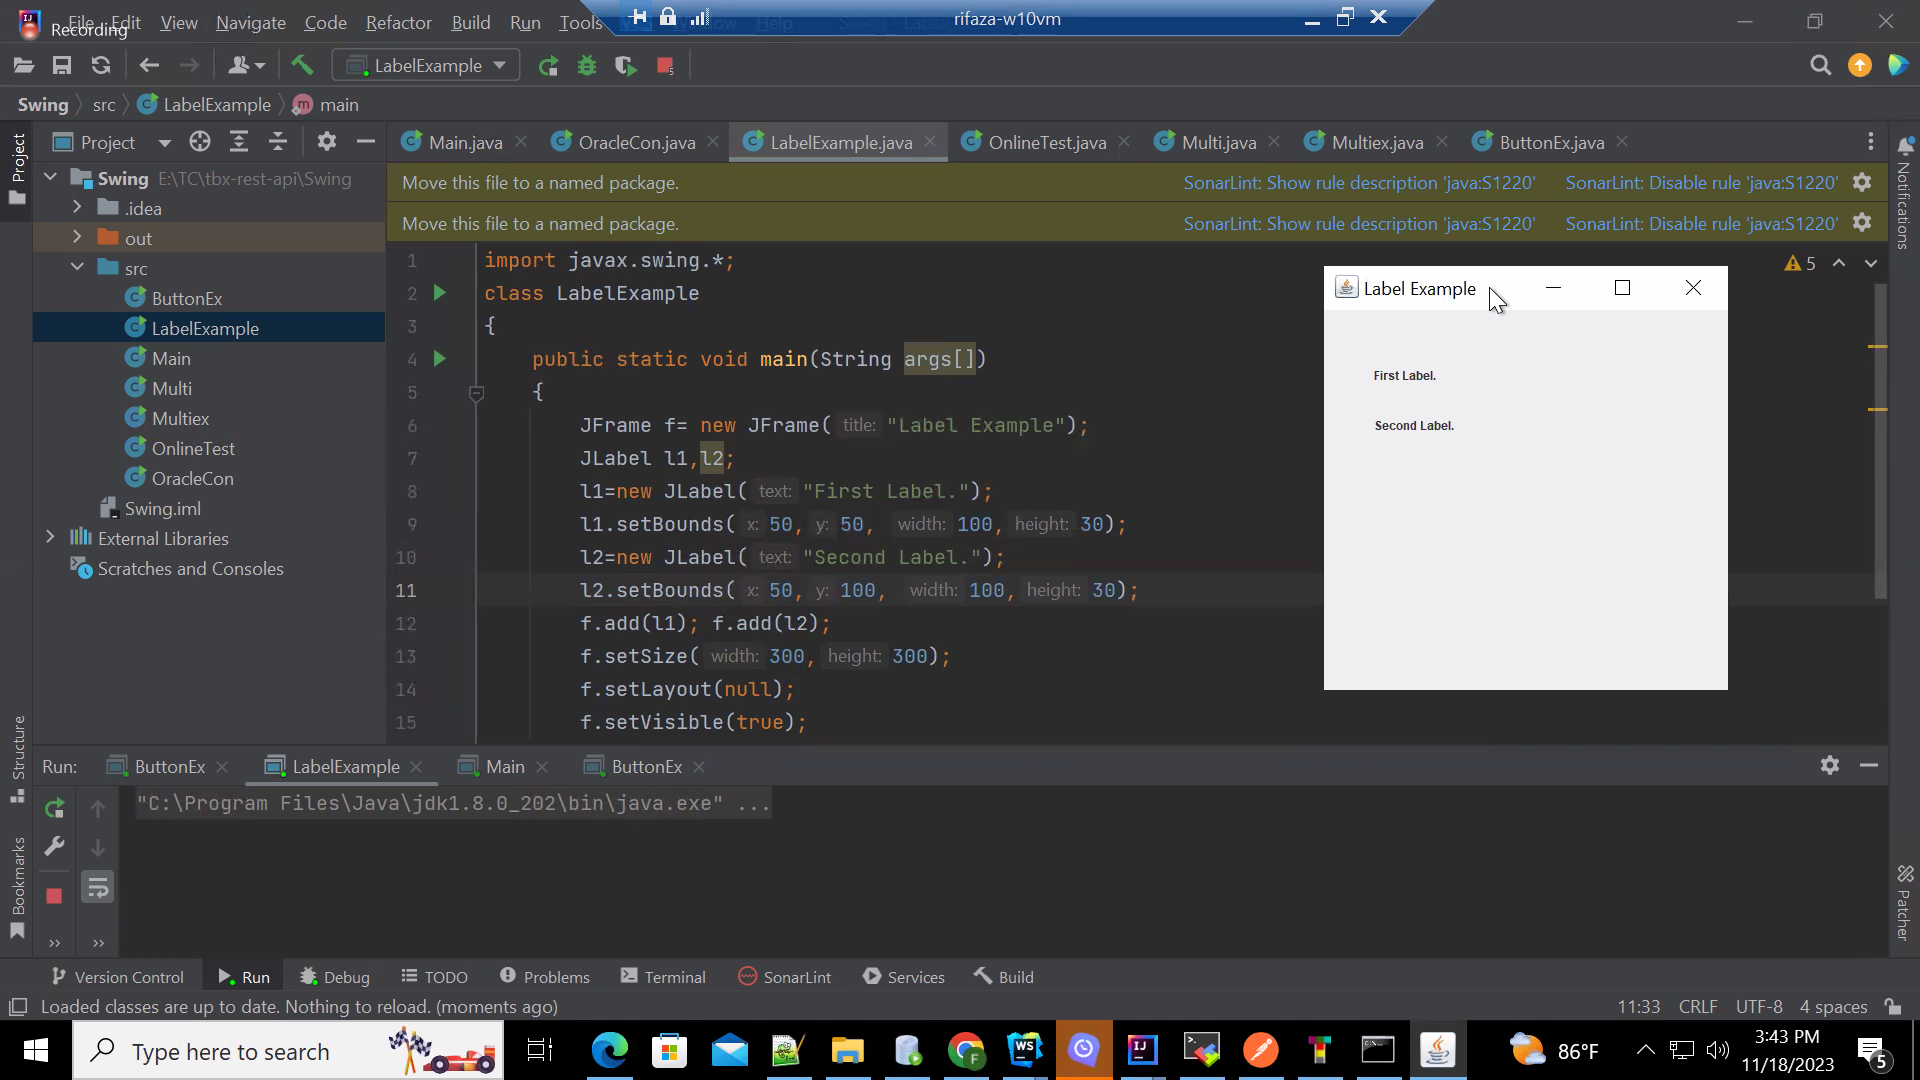 File Edit View Navigate Code Refactor Build Run Tools Help
Recording
rifaza-w10vm
LabelExample
5
Swing src LabelExample main
Project
Main.java OracleCon.java LabelExample.java OnlineTest.java Multi.java Multiex.java ButtonEx.java
Swing E:\TC\tbx-rest-api\Swing
.idea
out
src
ButtonEx
LabelExample
Main
Multi
Multiex
OnlineTest
OracleCon
Swing.iml
External Libraries
Scratches and Consoles
Move this file to a named package. SonarLint: Show rule description 'java:S1220' SonarLint: Disable rule 'java:S1220'
Move this file to a named package. SonarLint: Show rule description 'java:S1220' SonarLint: Disable rule 'java:S1220'
5
1 import javax.swing.*;
2 class LabelExample
3 {
4 public static void main(String args[])
5 {
6 JFrame f= new JFrame( title: "Label Example");
7 JLabel l1,l2;
8 l1=new JLabel( text: "First Label.");
9 l1.setBounds( x: 50, y: 50, width: 100, height: 30);
10 l2=new JLabel( text: "Second Label.");
11 l2.setBounds( x: 50, y: 100, width: 100, height: 30);
12 f.add(l1); f.add(l2);
13 f.setSize( width: 300, height: 300);
14 f.setLayout(null);
15 f.setVisible(true);
Label Example
First Label.
Second Label.
Project
Structure
Bookmarks
Notifications
Patcher
Run: ButtonEx LabelExample Main ButtonEx
"C:\Program Files\Java\jdk1.8.0_202\bin\java.exe" ...
Version Control Run Debug TODO Problems Terminal SonarLint Services Build
Loaded classes are up to date. Nothing to reload. (moments ago) 11:33 CRLF UTF-8 4 spaces
Type here to search
86°F
3:43 PM
11/18/2023
5